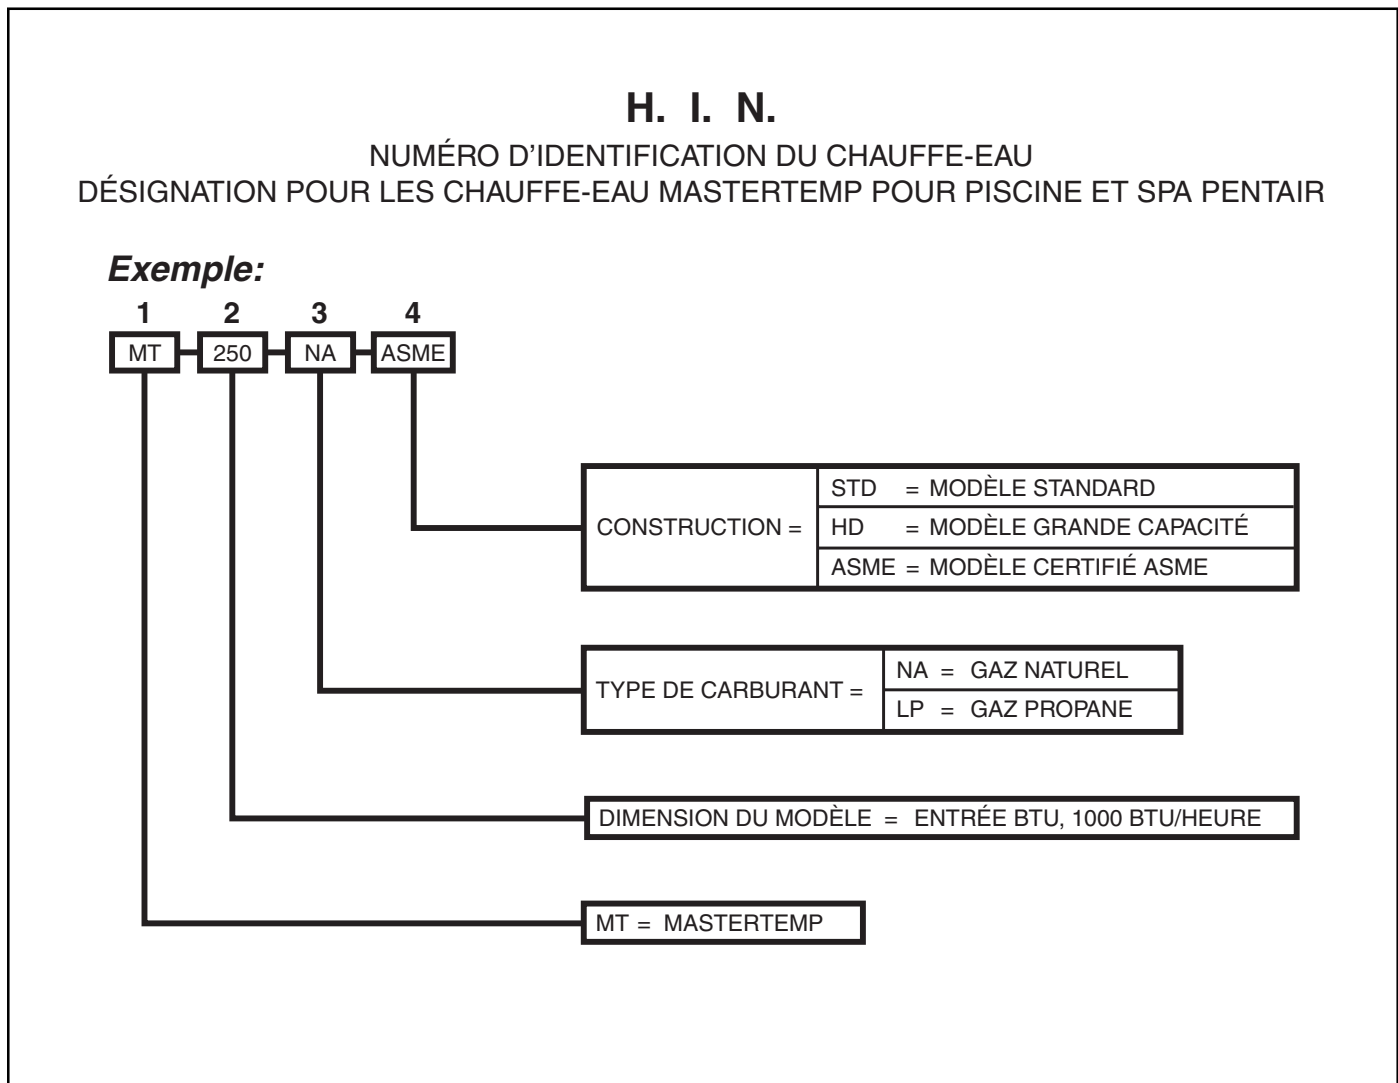 H. I. N.
NUMÉRO D'IDENTIFICATION DU CHAUFFE-EAU
DÉSIGNATION POUR LES CHAUFFE-EAU MASTERTEMP POUR PISCINE ET SPA PENTAIR
Exemple:
1 2 3 4
MT 250 NA ASME
CONSTRUCTION =
STD = MODÈLE STANDARD
HD = MODÈLE GRANDE CAPACITÉ
ASME = MODÈLE CERTIFIÉ ASME
TYPE DE CARBURANT =
NA = GAZ NATUREL
LP = GAZ PROPANE
DIMENSION DU MODÈLE = ENTRÉE BTU, 1000 BTU/HEURE
MT = MASTERTEMP